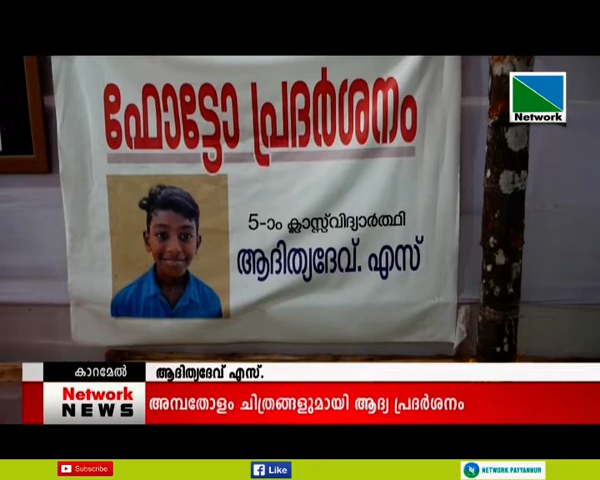 Network
ഫോട്ടോ പ്രദർശനം
5-ാം ക്ലാസ്സ് വിദ്യാർത്ഥി
ആദിത്യദേവ്. എസ്
കാറമേൽ
ആദിത്യദേവ് എസ്.
Network
NEWS
അമ്പതോളം ചിത്രങ്ങളുമായി ആദ്യ പ്രദർശനം
Subscribe
Like
NETWORK PAYYANNUR